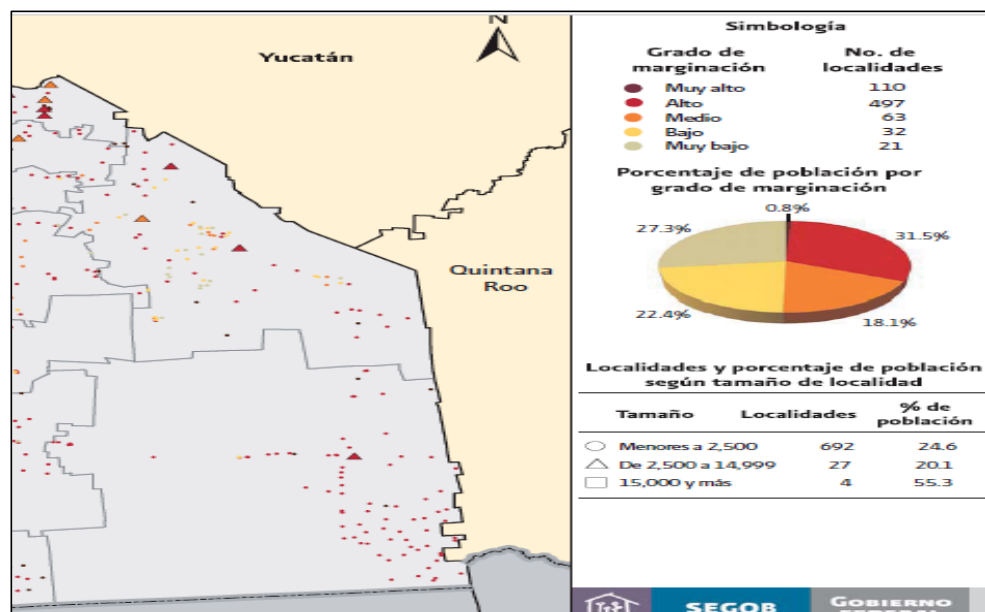 N
Yucatán
Quintana
Roo
Simbología
Grado de marginación No. de localidades
Muy alto 110
Alto 497
Medio 63
Bajo 32
Muy bajo 21
Porcentaje de población por
grado de marginación
0.8%
27.3%
31.5%
22.4%
18.1%
Localidades y porcentaje de población
según tamaño de localidad
Tamaño Localidades % de población
Menores a 2,500 692 24.6
De 2,500 a 14,999 27 20.1
15,000 y más 4 55.3
SEGOB
GOBIERNO